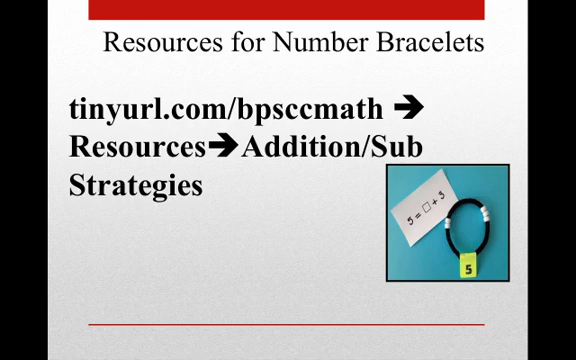 Resources for Number Bracelets
tinyurl.com/bpsccmath ➔
Resources➔Addition/Sub
Strategies
5 = □ + 3
5